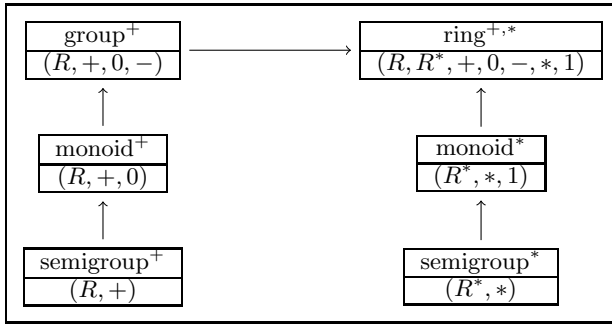 group⁺ ring⁺,*
(R, +, 0, −) (R, R*, +, 0, −, *, 1)
monoid⁺ monoid*
(R, +, 0) (R*, *, 1)
semigroup⁺ semigroup*
(R, +) (R*, *)